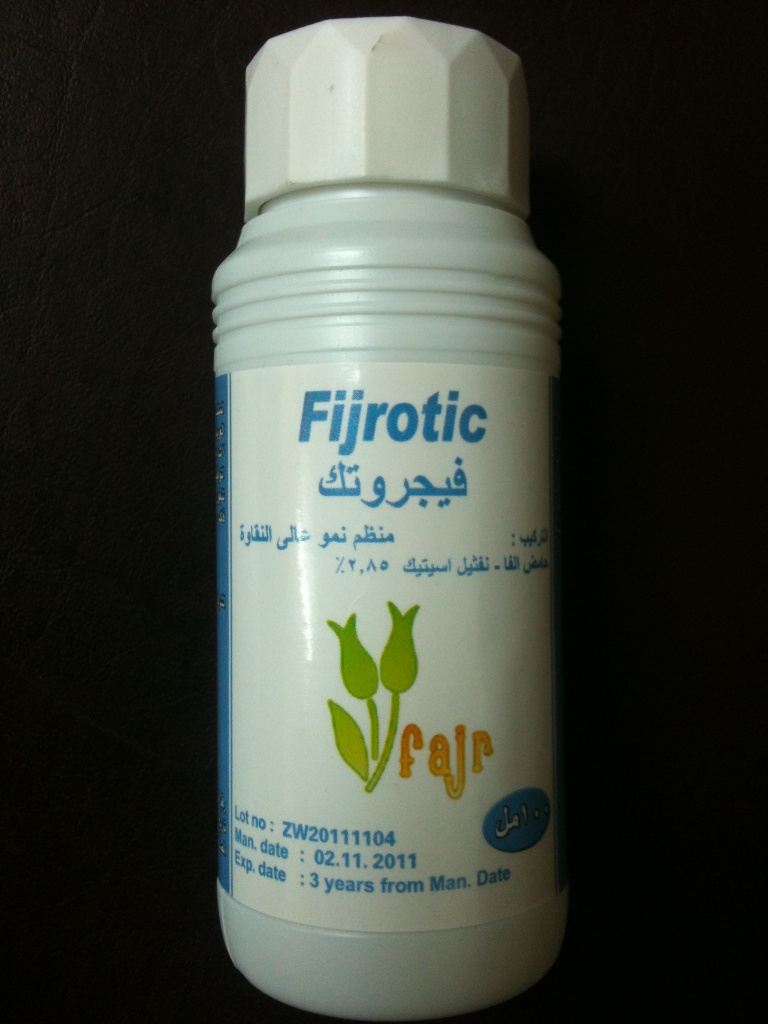 Fijrotic
فيجروتك
التركيب : منظم نمو عالى النقاوة
حامض الفا - نفثيل اسيتيك ٢,٨٥٪
fajr
١٠٠مل
Lot no : ZW20111104
Man. date : 02.11. 2011
Exp. date : 3 years from Man. Date